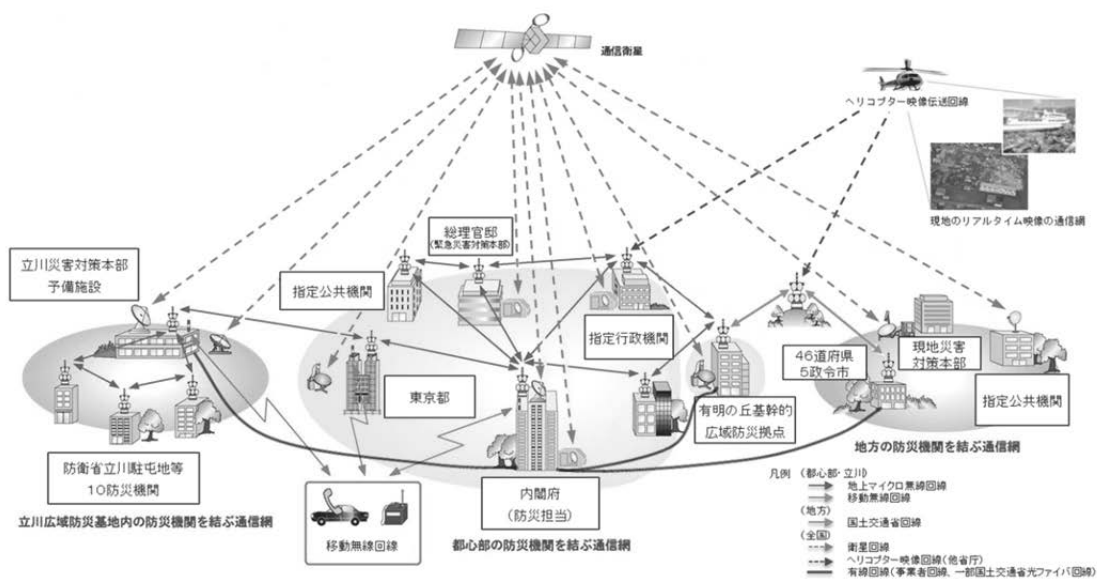 通信衛星
ヘリコプター映像伝送回線
現地のリアルタイム映像の通信網
総理官邸
(緊急災害対策本部)
立川災害対策本部
予備施設
指定公共機関
指定行政機関
東京都
46道府県
5政令市
現地災害
対策本部
指定公共機関
有明の丘基幹的
広域防災拠点
地方の防災機関を結ぶ通信網
防衛省立川駐屯地等
10防災機関
立川広域防災基地内の防災機関を結ぶ通信網
移動無線回線
内閣府
(防災担当)
都心部の防災機関を結ぶ通信網
凡例 (都心部・立川)
地上マイクロ無線回線
移動無線回線
(地方)
国土交通省回線
(全国)
衛星回線
ヘリコプター映像回線(他省庁)
有線回線(事業者回線、一部国土交通省光ファイバ回線)